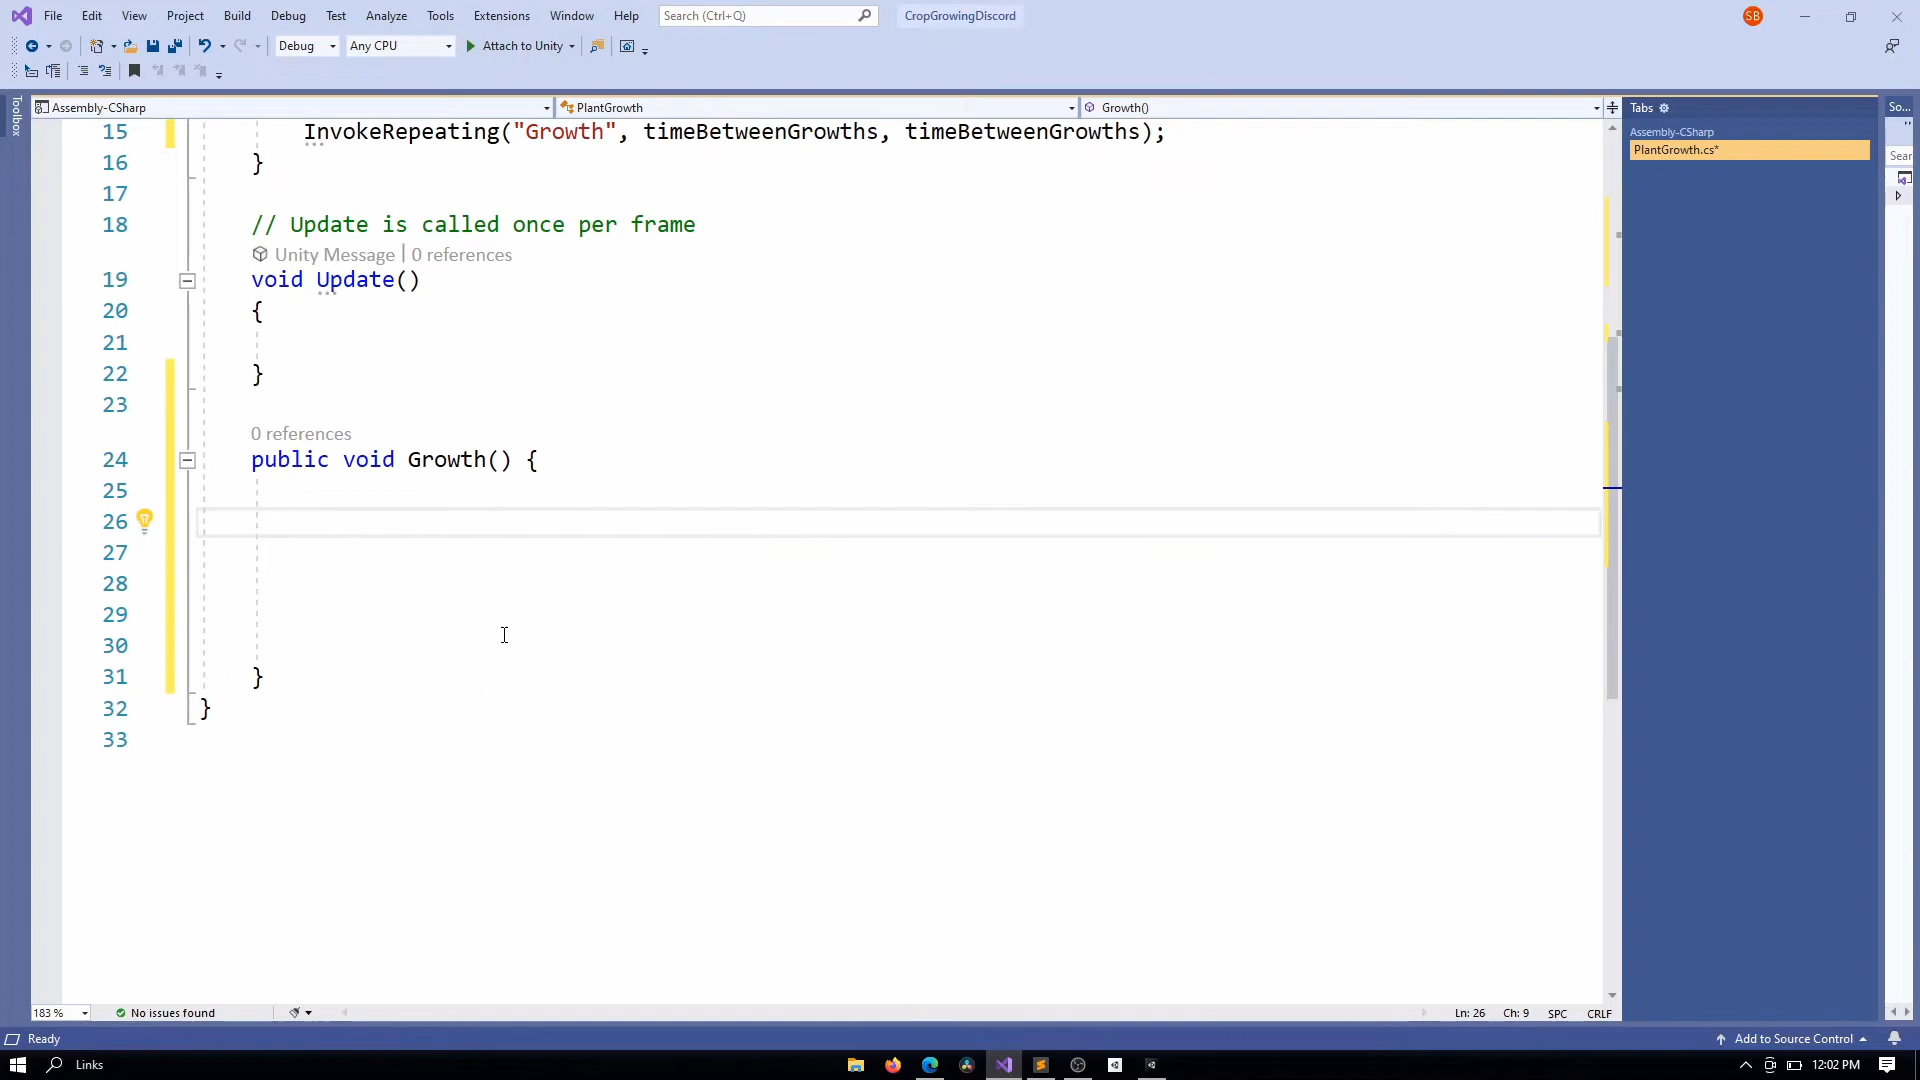 File Edit View Project Build Debug Test Analyze Tools Extensions Window Help Search (Ctrl+Q) CropGrowingDiscord SB
Debug Any CPU Attach to Unity
Toolbox
Assembly-CSharp PlantGrowth Growth() Tabs So...
Assembly-CSharp
PlantGrowth.cs*
Sear
15 InvokeRepeating("Growth", timeBetweenGrowths, timeBetweenGrowths);
16 }
17
18 // Update is called once per frame
Unity Message | 0 references
19 void Update()
20 {
21
22 }
23
0 references
24 public void Growth() {
25
26
27
28
29
30
31 }
32 }
33
183 % No issues found Ln: 26 Ch: 9 SPC CRLF
Ready Add to Source Control
Links 12:02 PM